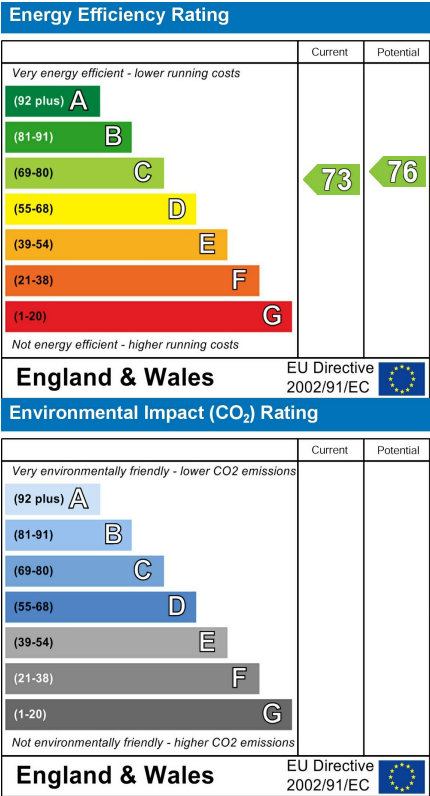 Energy Efficiency Rating
Current Potential
Very energy efficient - lower running costs
(92 plus) A
(81-91) B
(69-80) C
73 76
(55-68) D
(39-54) E
(21-38) F
(1-20) G
Not energy efficient - higher running costs
England & Wales
EU Directive
2002/91/EC
Environmental Impact (CO₂) Rating
Current Potential
Very environmentally friendly - lower CO2 emissions
(92 plus) A
(81-91) B
(69-80) C
(55-68) D
(39-54) E
(21-38) F
(1-20) G
Not environmentally friendly - higher CO2 emissions
England & Wales
EU Directive
2002/91/EC